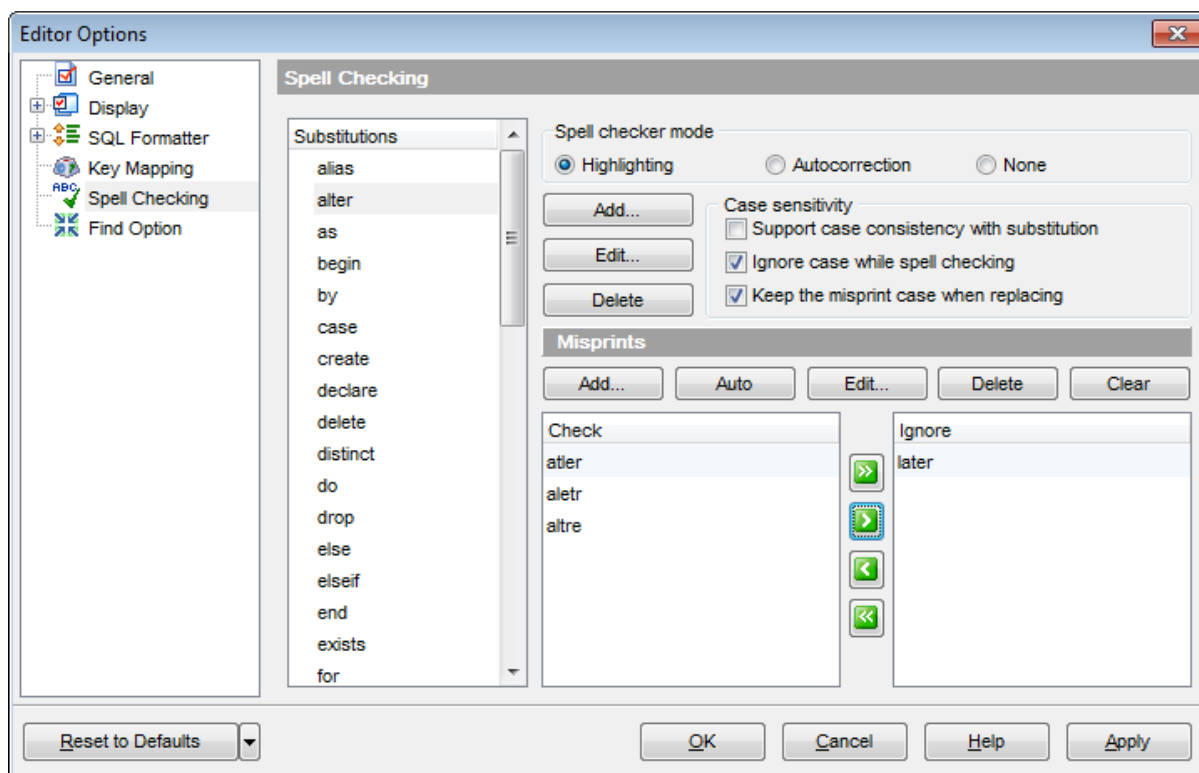 Editor Options
General
Display
SQL Formatter
Key Mapping
ABC
Spell Checking
Find Option
Spell Checking
Substitutions
alias
alter
as
begin
by
case
create
declare
delete
distinct
do
drop
else
elseif
end
exists
for
Spell checker mode
Highlighting Autocorrection None
Add...
Edit...
Delete
Case sensitivity
Support case consistency with substitution
Ignore case while spell checking
Keep the misprint case when replacing
Misprints
Add... Auto Edit... Delete Clear
Check
atler
aletr
altre
Ignore
later
Reset to Defaults OK Cancel Help Apply